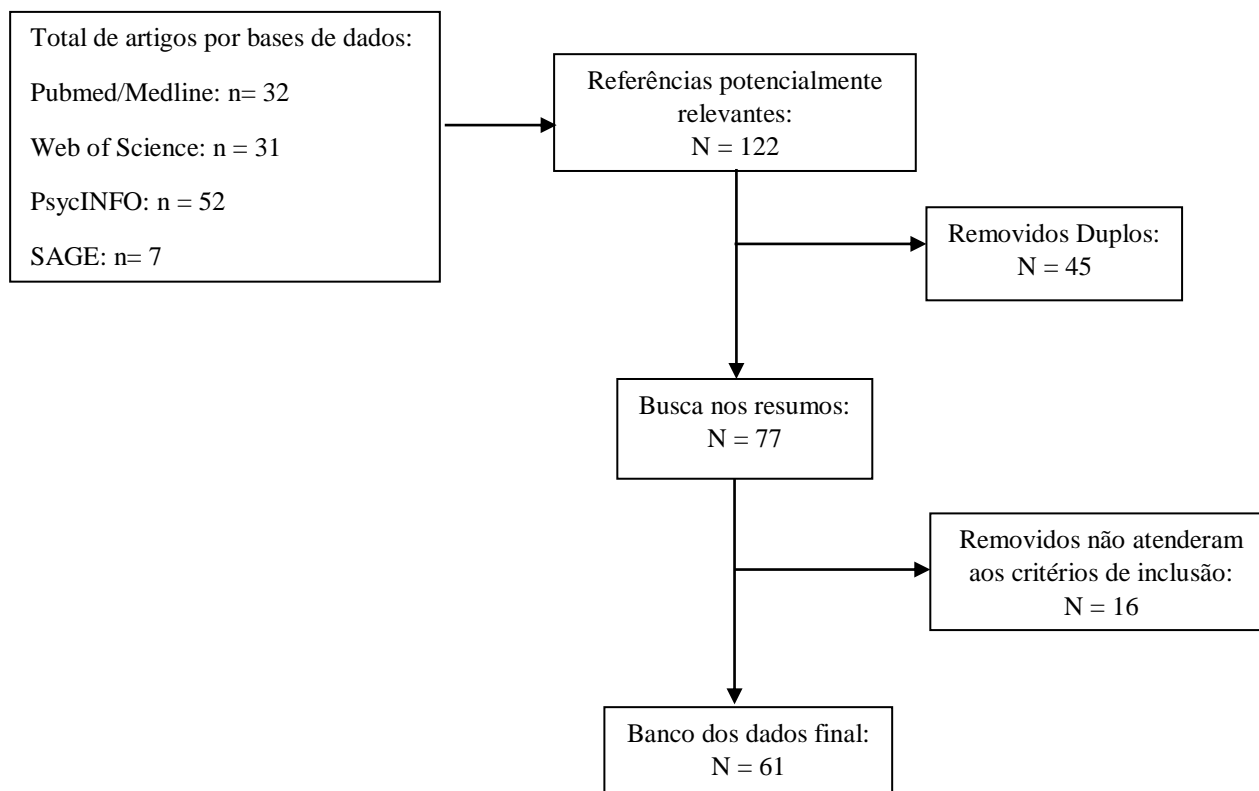 Total de artigos por bases de dados:
Pubmed/Medline: n= 32
Web of Science: n = 31
PsycINFO: n = 52
SAGE: n= 7
Referências potencialmente
relevantes:
N = 122
Removidos Duplos:
N = 45
Busca nos resumos:
N = 77
Removidos não atenderam
aos critérios de inclusão:
N = 16
Banco dos dados final:
N = 61